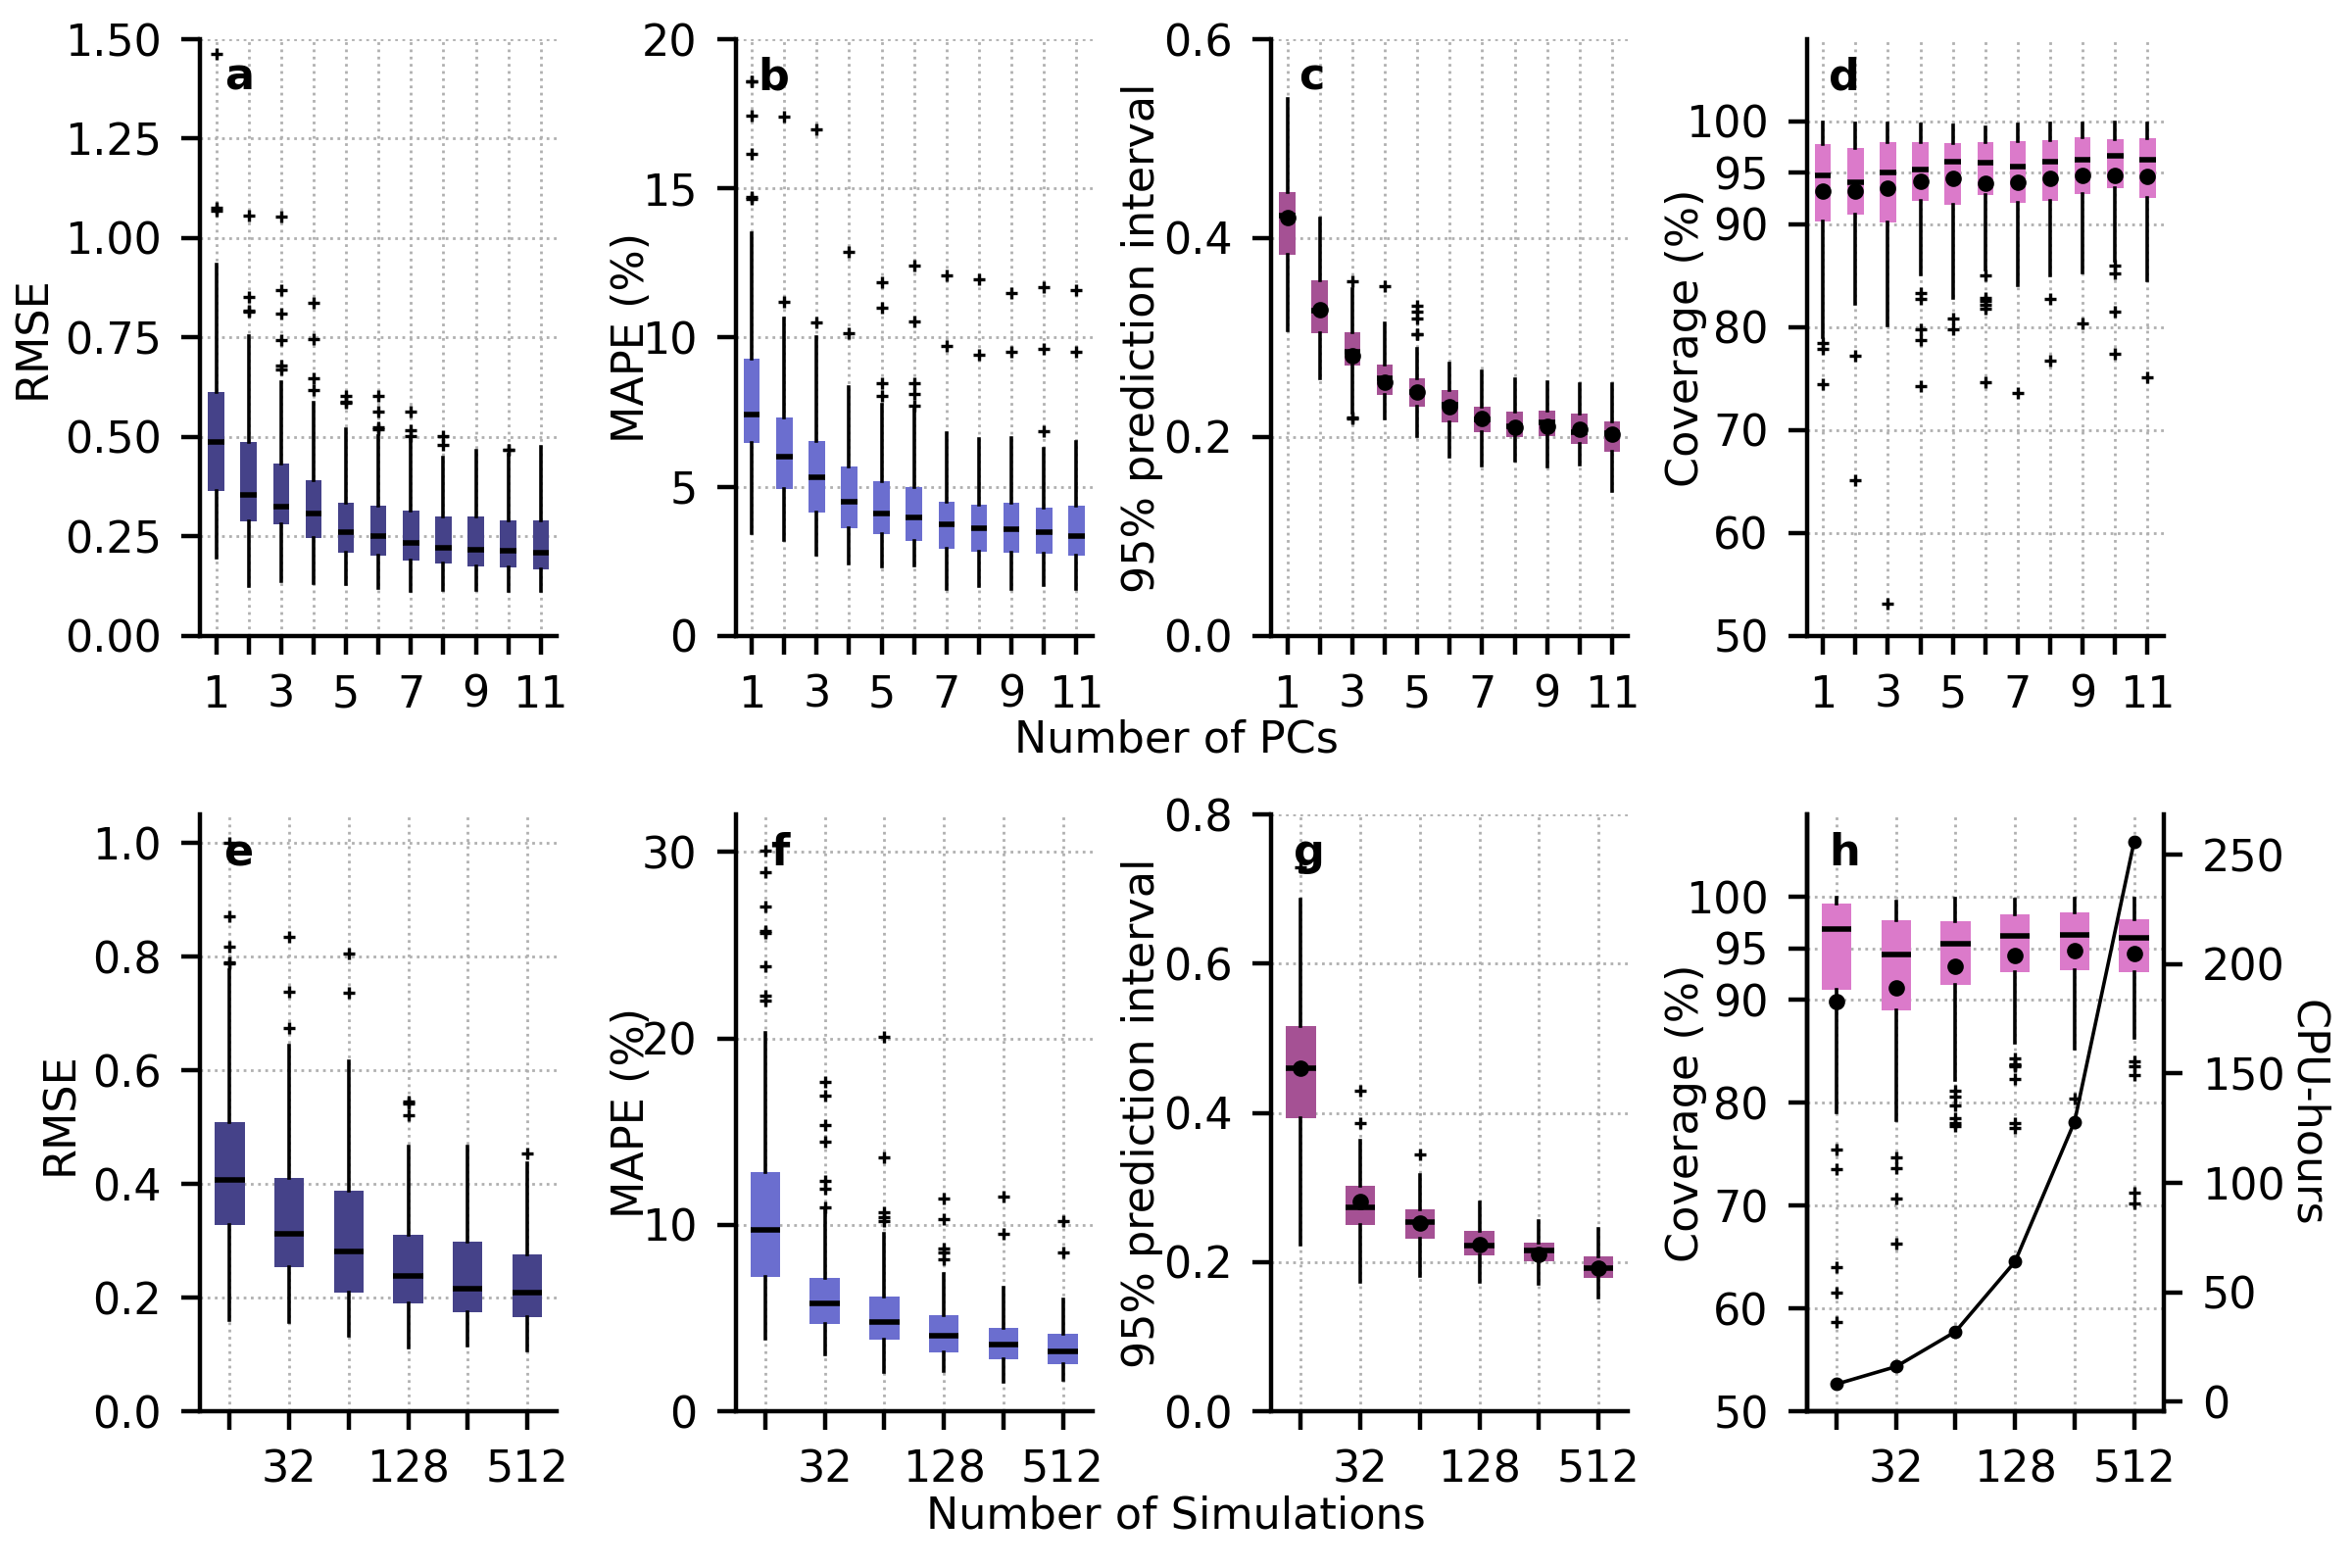 a
1.50
1.25
1.00
0.75
0.50
0.25
0.00
RMSE
1 3 5 7 9 11
b
20
15
10
5
0
MAPE (%)
1 3 5 7 9 11
c
0.6
0.4
0.2
0.0
95% prediction interval
1 3 5 7 9 11
d
100
95
90
80
70
60
50
Coverage (%)
1 3 5 7 9 11
Number of PCs
e
1.0
0.8
0.6
0.4
0.2
0.0
RMSE
32 128 512
f
30
20
10
0
MAPE (%)
32 128 512
g
0.8
0.6
0.4
0.2
0.0
95% prediction interval
32 128 512
h
100
95
90
80
70
60
50
Coverage (%)
250
200
150
100
50
0
CPU-hours
32 128 512
Number of Simulations